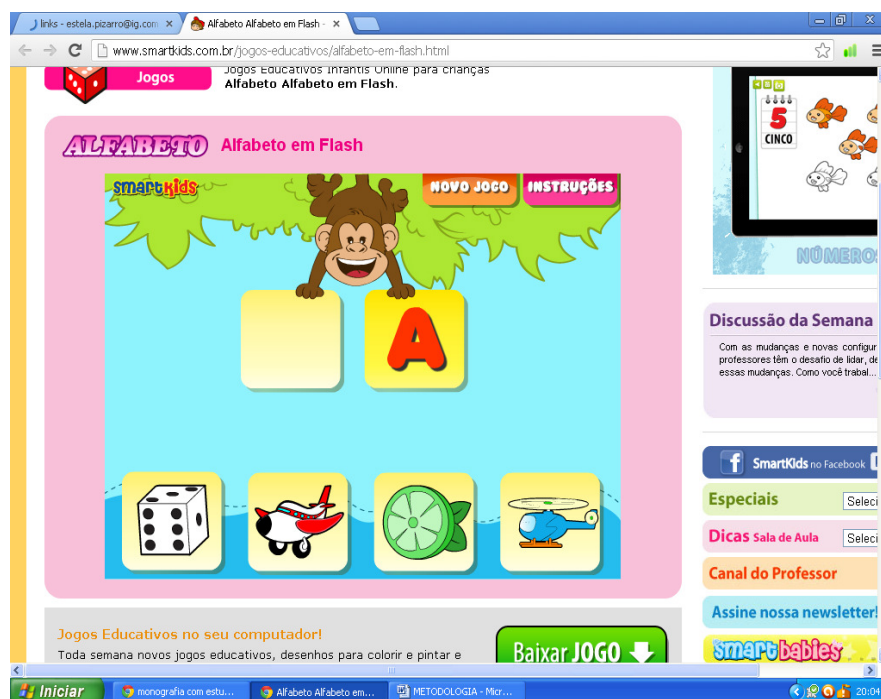 links - estela.pizarro@ig.com
Alfabeto Alfabeto em Flash -
www.smartkids.com.br/jogos-educativos/alfabeto-em-flash.html
Jogos
Jogos Educativos Infantis Online para crianças
Alfabeto Alfabeto em Flash.
ALFABETO Alfabeto em Flash
smartkids
NOVO JOGO
INSTRUÇÕES
A
5
CINCO
NÚMEROS
Discussão da Semana
Com as mudanças e novas configur
professores têm o desafio de lidar, de
essas mudanças. Como você trabal...
f SmartKids no Facebook
Especiais Seleci
Dicas Sala de Aula Seleci
Canal do Professor
Assine nossa newsletter!
smartbabies
Jogos Educativos no seu computador!
Toda semana novos jogos educativos, desenhos para colorir e pintar e
Baixar JOGO
Iniciar
monografia com estu...
Alfabeto Alfabeto em...
METODOLOGIA - Micr...
20:04